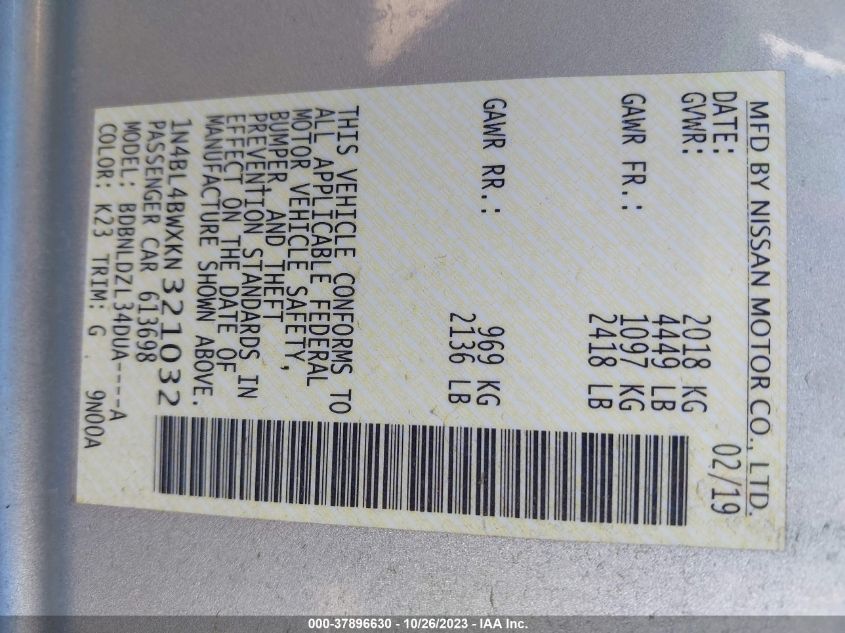 MFD BY NISSAN MOTOR CO., LTD.
DATE: 02/19
GVWR: 2018 KG
4449 LB
GAWR FR.: 1097 KG
2418 LB
GAWR RR.: 969 KG
2136 LB
THIS VEHICLE CONFORMS TO
ALL APPLICABLE FEDERAL
MOTOR VEHICLE SAFETY,
BUMPER, AND THEFT
PREVENTION STANDARDS IN
EFFECT ON THE DATE OF
MANUFACTURE SHOWN ABOVE.
1N4BL4BWXKN321032
PASSENGER CAR 613698
MODEL: BDBNLDZL34DUA----A
COLOR: K23 TRIM: G 9N00A
000-37896630 - 10/26/2023 - IAA Inc.